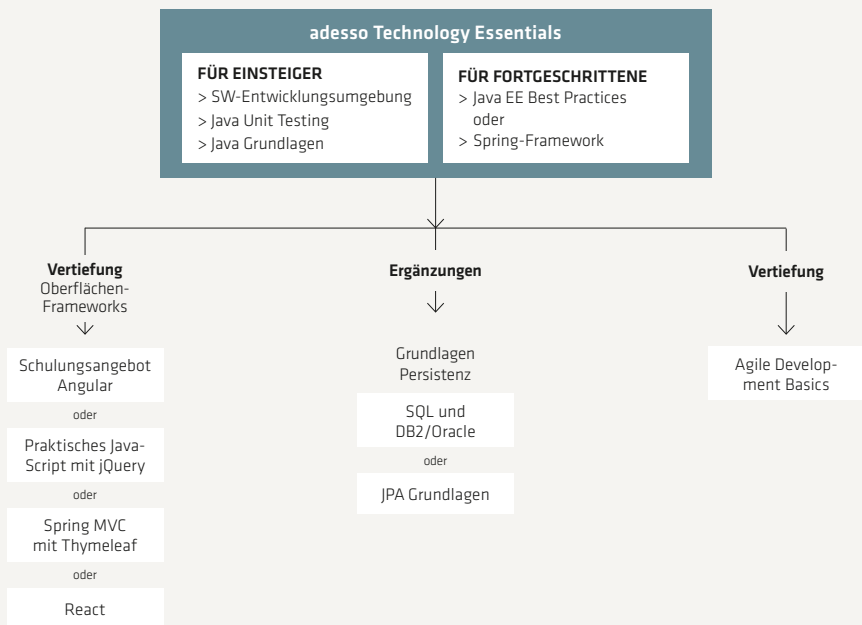 adesso Technology Essentials
FÜR EINSTEIGER
> SW-Entwicklungsumgebung
> Java Unit Testing
> Java Grundlagen
FÜR FORTGESCHRITTENE
> Java EE Best Practices
oder
> Spring-Framework
Vertiefung
Oberflächen-
Frameworks
Schulungsangebot
Angular
oder
Praktisches Java-
Script mit jQuery
oder
Spring MVC
mit Thymeleaf
oder
React
Ergänzungen
Grundlagen
Persistenz
SQL und
DB2/Oracle
oder
JPA Grundlagen
Vertiefung
Agile Develop-
ment Basics